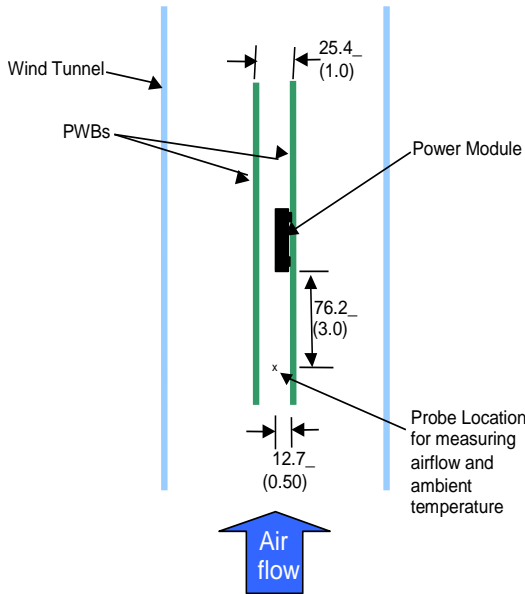 25.4_
(1.0)
Wind Tunnel
PWBs
Power Module
76.2_
(3.0)
x
Probe Location
for measuring
airflow and
ambient
temperature
12.7_
(0.50)
Air
flow